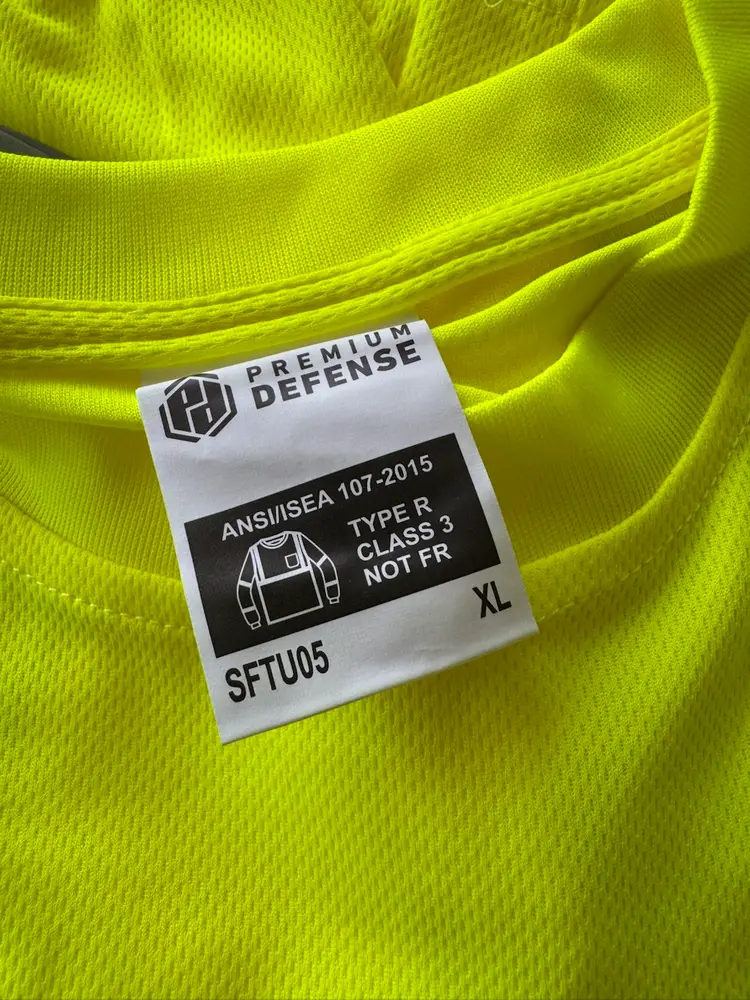 PREMIUM
DEFENSE
ANSI/ISEA 107-2015
TYPE R
CLASS 3
NOT FR
XL
SFTU05